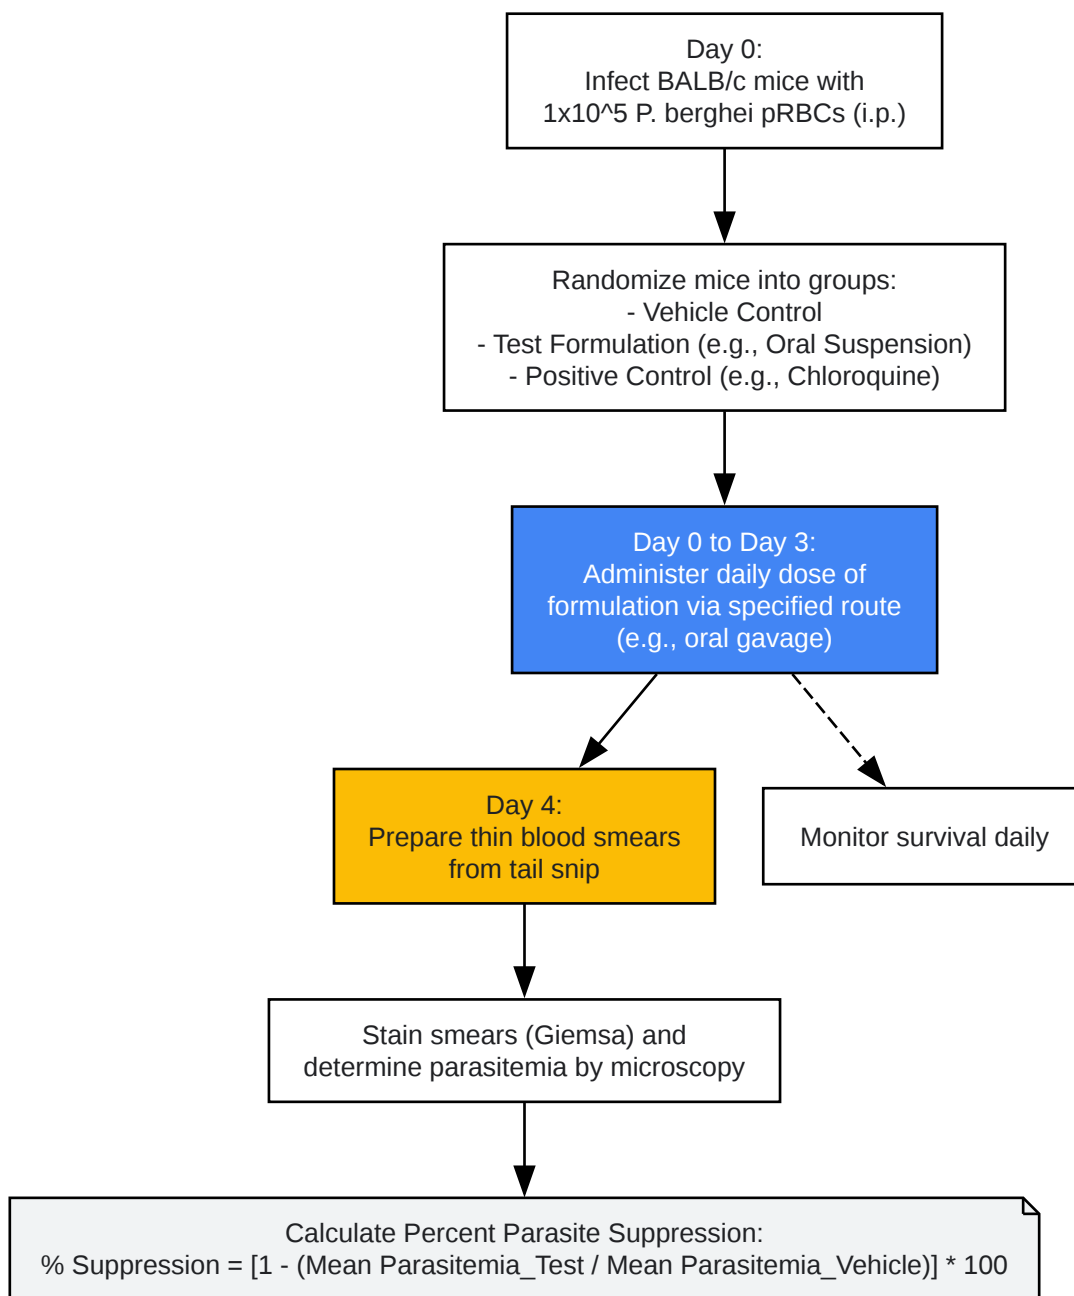 Day 0:
Infect BALB/c mice with
1x10^5 P. berghei pRBCs (i.p.)
Randomize mice into groups:
- Vehicle Control
- Test Formulation (e.g., Oral Suspension)
- Positive Control (e.g., Chloroquine)
Day 0 to Day 3:
Administer daily dose of
formulation via specified route
(e.g., oral gavage)
Day 4:
Prepare thin blood smears
from tail snip
Monitor survival daily
Stain smears (Giemsa) and
determine parasitemia by microscopy
Calculate Percent Parasite Suppression:
% Suppression = [1 - (Mean Parasitemia_Test / Mean Parasitemia_Vehicle)] * 100